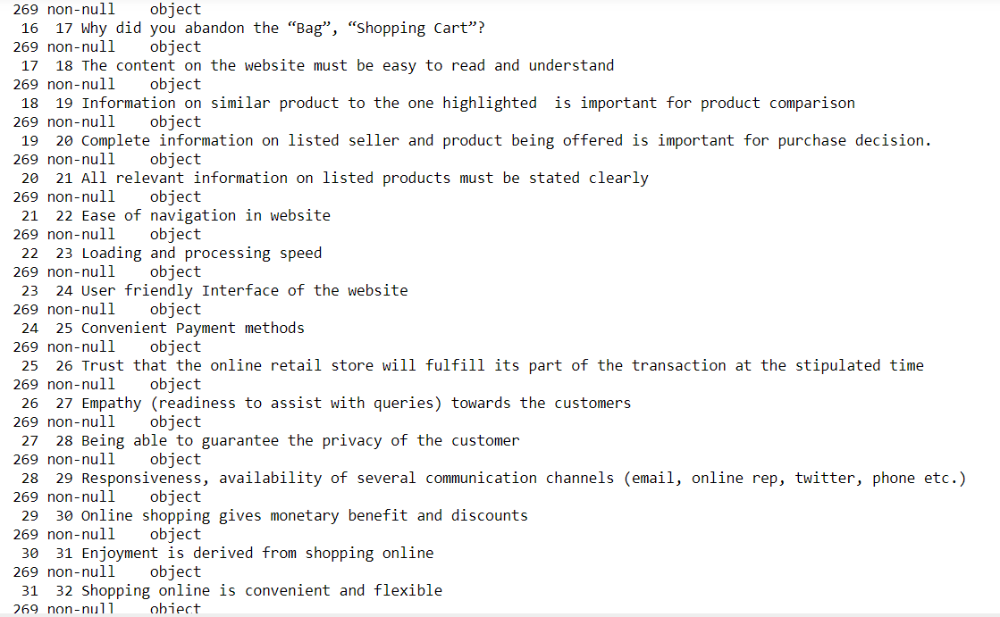 269 non-null    object
16  17 Why did you abandon the “Bag”, “Shopping Cart”?
269 non-null    object
17  18 The content on the website must be easy to read and understand
269 non-null    object
18  19 Information on similar product to the one highlighted  is important for product comparison
269 non-null    object
19  20 Complete information on listed seller and product being offered is important for purchase decision.
269 non-null    object
20  21 All relevant information on listed products must be stated clearly
269 non-null    object
21  22 Ease of navigation in website
269 non-null    object
22  23 Loading and processing speed
269 non-null    object
23  24 User friendly Interface of the website
269 non-null    object
24  25 Convenient Payment methods
269 non-null    object
25  26 Trust that the online retail store will fulfill its part of the transaction at the stipulated time
269 non-null    object
26  27 Empathy (readiness to assist with queries) towards the customers
269 non-null    object
27  28 Being able to guarantee the privacy of the customer
269 non-null    object
28  29 Responsiveness, availability of several communication channels (email, online rep, twitter, phone etc.)
269 non-null    object
29  30 Online shopping gives monetary benefit and discounts
269 non-null    object
30  31 Enjoyment is derived from shopping online
269 non-null    object
31  32 Shopping online is convenient and flexible
269 non-null    object